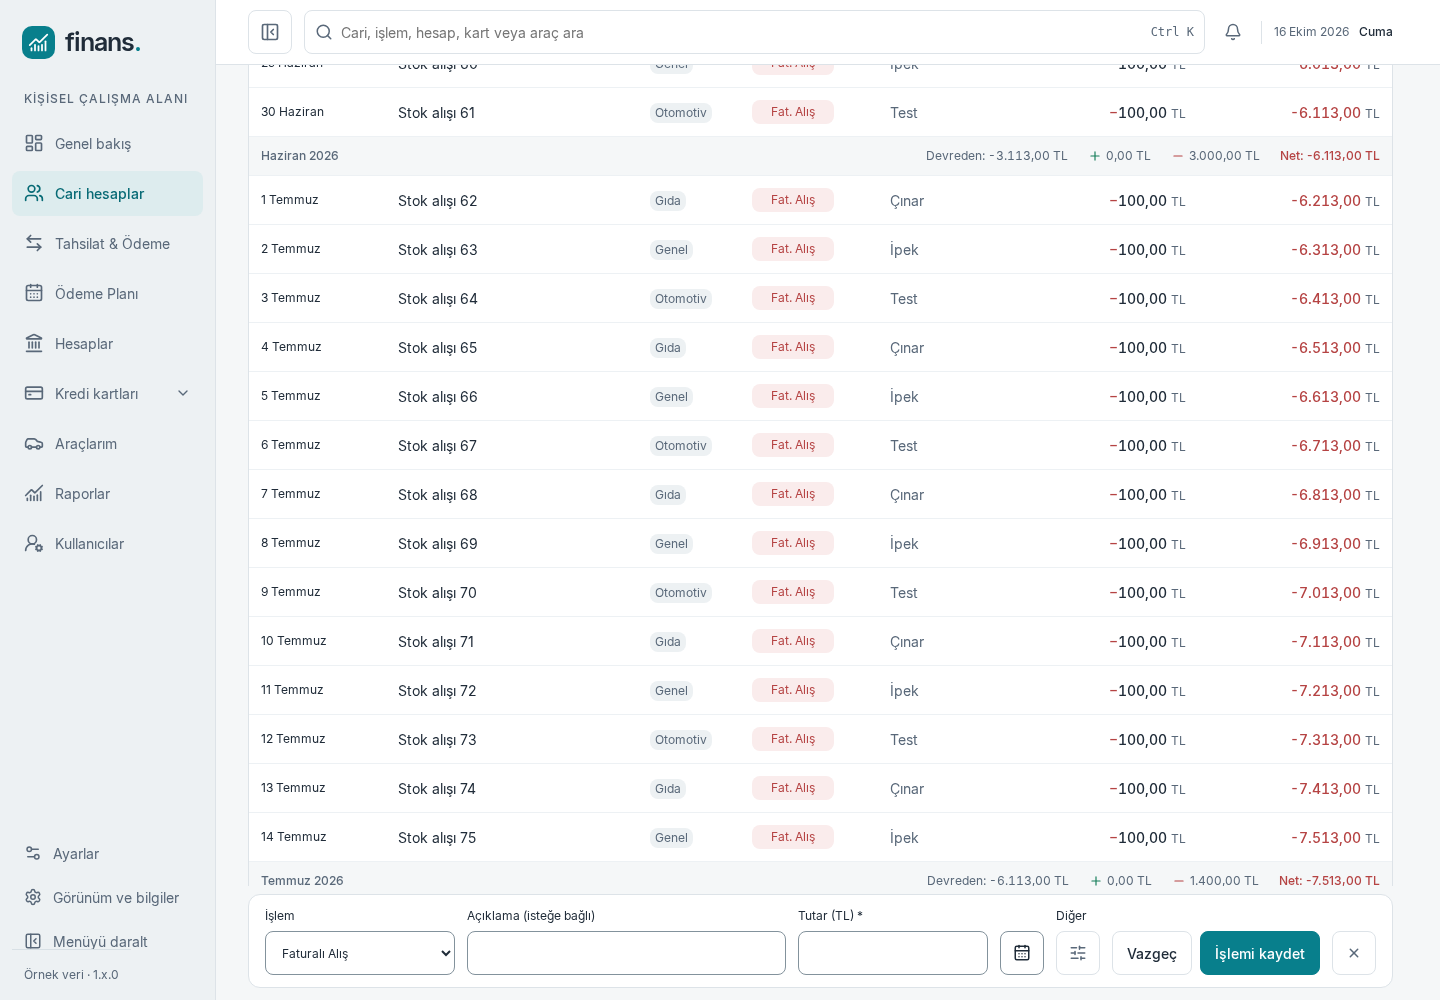 finans.
Cari, işlem, hesap, kart veya araç ara
Ctrl K
16 Ekim 2026 Cuma
KİŞİSEL ÇALIŞMA ALANI
Genel bakış
Cari hesaplar
Tahsilat & Ödeme
Ödeme Planı
Hesaplar
Kredi kartları
Araçlarım
Raporlar
Kullanıcılar
Ayarlar
Görünüm ve bilgiler
Menüyü daralt
Örnek veri · 1.x.0
30 Haziran Stok alışı 61 Otomotiv Fat. Alış Test −100,00 TL -6.113,00 TL
Haziran 2026 Devreden: -3.113,00 TL + 0,00 TL − 3.000,00 TL Net: -6.113,00 TL
1 Temmuz Stok alışı 62 Gıda Fat. Alış Çınar −100,00 TL -6.213,00 TL
2 Temmuz Stok alışı 63 Genel Fat. Alış İpek −100,00 TL -6.313,00 TL
3 Temmuz Stok alışı 64 Otomotiv Fat. Alış Test −100,00 TL -6.413,00 TL
4 Temmuz Stok alışı 65 Gıda Fat. Alış Çınar −100,00 TL -6.513,00 TL
5 Temmuz Stok alışı 66 Genel Fat. Alış İpek −100,00 TL -6.613,00 TL
6 Temmuz Stok alışı 67 Otomotiv Fat. Alış Test −100,00 TL -6.713,00 TL
7 Temmuz Stok alışı 68 Gıda Fat. Alış Çınar −100,00 TL -6.813,00 TL
8 Temmuz Stok alışı 69 Genel Fat. Alış İpek −100,00 TL -6.913,00 TL
9 Temmuz Stok alışı 70 Otomotiv Fat. Alış Test −100,00 TL -7.013,00 TL
10 Temmuz Stok alışı 71 Gıda Fat. Alış Çınar −100,00 TL -7.113,00 TL
11 Temmuz Stok alışı 72 Genel Fat. Alış İpek −100,00 TL -7.213,00 TL
12 Temmuz Stok alışı 73 Otomotiv Fat. Alış Test −100,00 TL -7.313,00 TL
13 Temmuz Stok alışı 74 Gıda Fat. Alış Çınar −100,00 TL -7.413,00 TL
14 Temmuz Stok alışı 75 Genel Fat. Alış İpek −100,00 TL -7.513,00 TL
Temmuz 2026 Devreden: -6.113,00 TL + 0,00 TL − 1.400,00 TL Net: -7.513,00 TL
İşlem Açıklama (isteğe bağlı) Tutar (TL) * Diğer
Faturalı Alış Vazgeç İşlemi kaydet ×